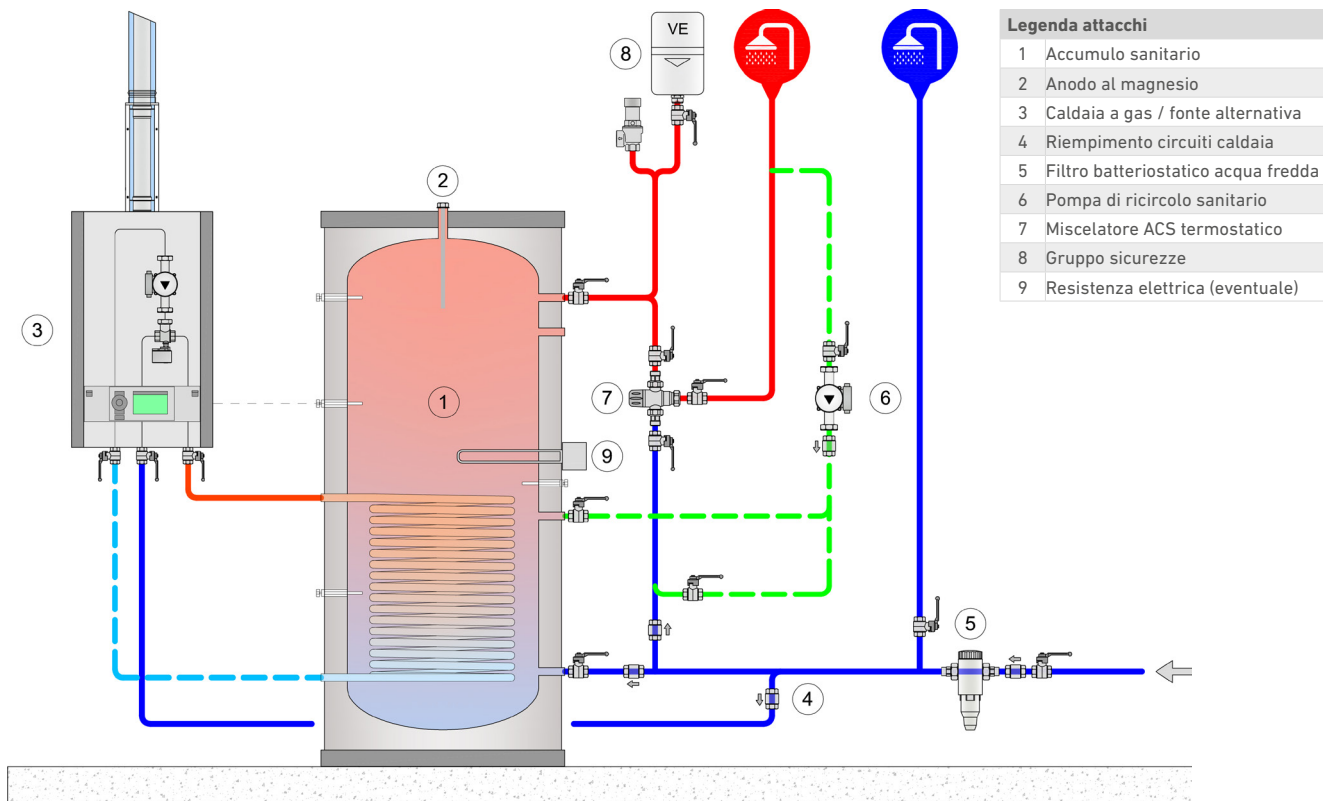 VE
8
2
3
1
7
6
9
5
4
Legenda attacchi
1 Accumulo sanitario
2 Anodo al magnesio
3 Caldaia a gas / fonte alternativa
4 Riempimento circuiti caldaia
5 Filtro batteriostatico acqua fredda
6 Pompa di ricircolo sanitario
7 Miscelatore ACS termostatico
8 Gruppo sicurezze
9 Resistenza elettrica (eventuale)